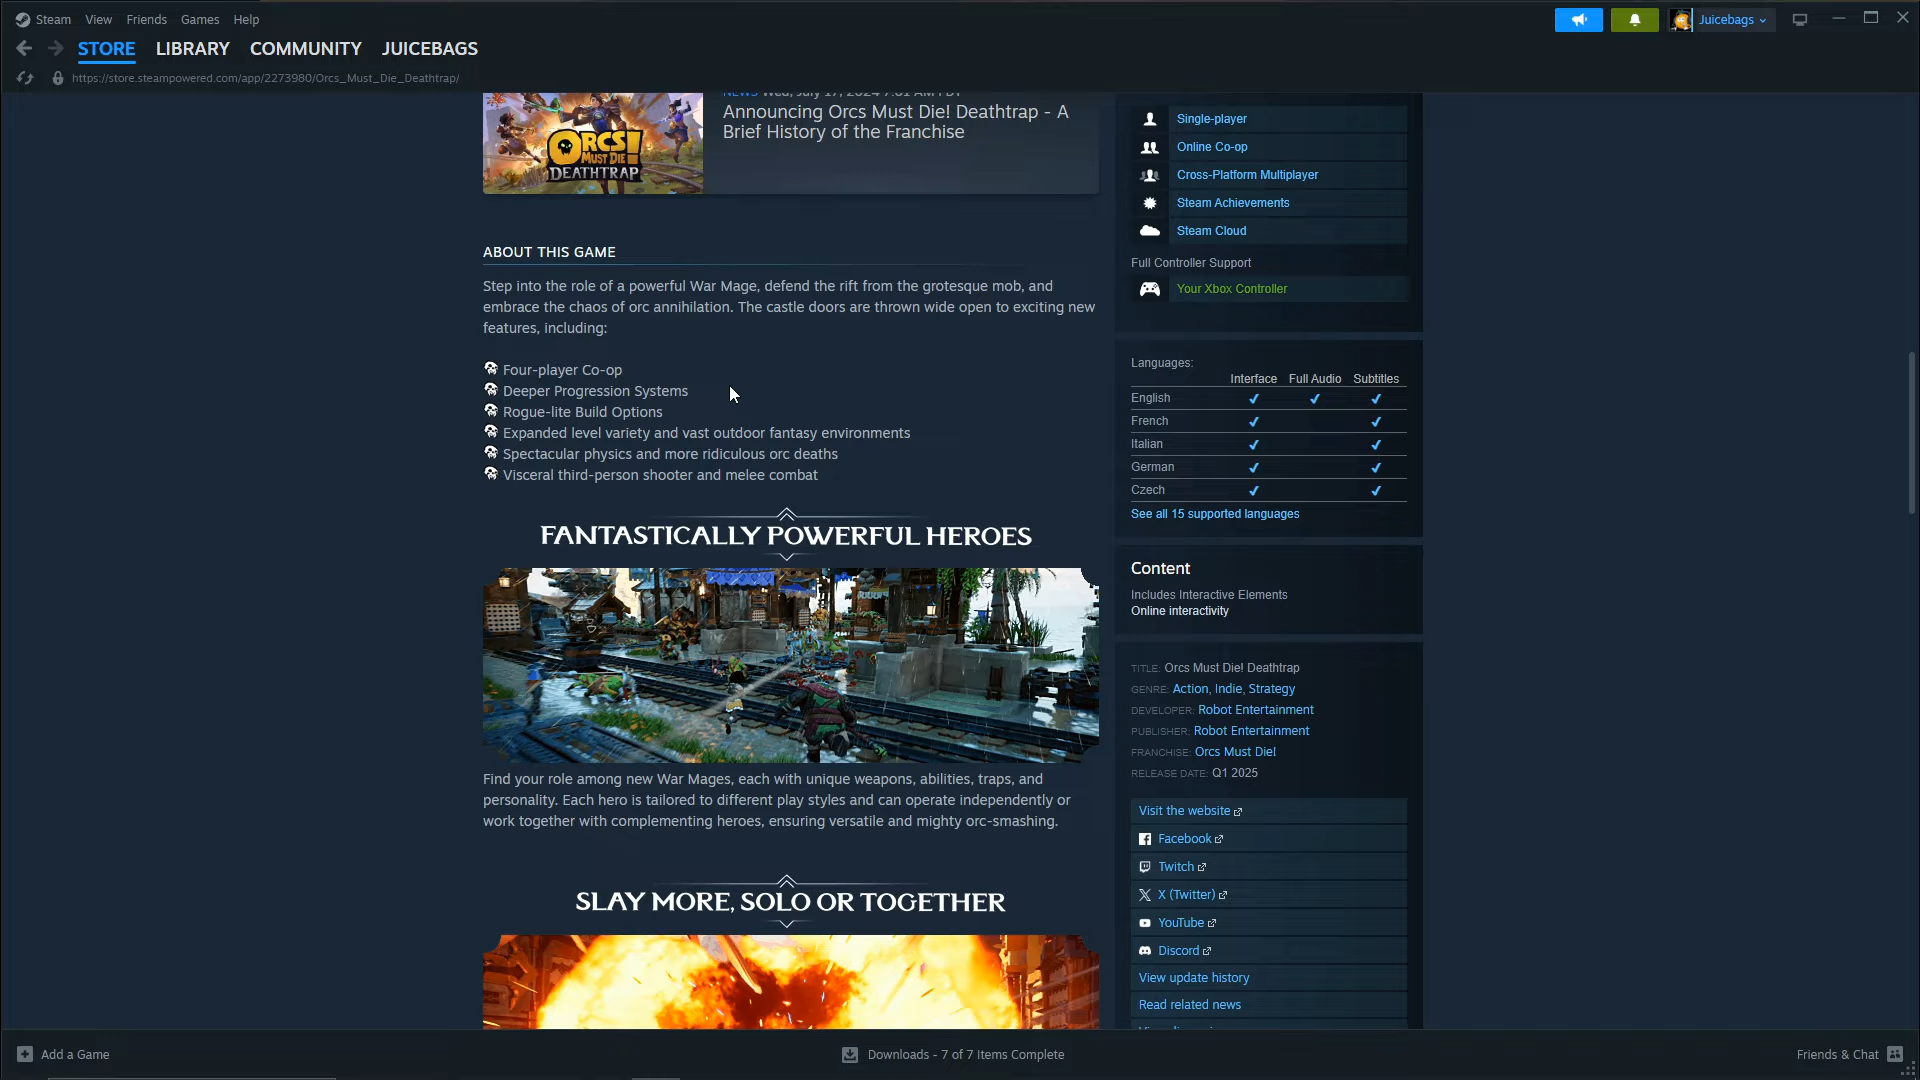 Steam View Friends Games Help
Juicebags
STORE LIBRARY COMMUNITY JUICEBAGS
https://store.steampowered.com/app/2273980/Orcs_Must_Die_Deathtrap/
NEWS Wed, July 17, 2024 7:01 AM PDT
Announcing Orcs Must Die! Deathtrap - A
Brief History of the Franchise
ORCS
MUST DIE!
DEATHTRAP
ABOUT THIS GAME
Step into the role of a powerful War Mage, defend the rift from the grotesque mob, and
embrace the chaos of orc annihilation. The castle doors are thrown wide open to exciting new
features, including:
Four-player Co-op
Deeper Progression Systems
Rogue-lite Build Options
Expanded level variety and vast outdoor fantasy environments
Spectacular physics and more ridiculous orc deaths
Visceral third-person shooter and melee combat
FANTASTICALLY POWERFUL HEROES
Find your role among new War Mages, each with unique weapons, abilities, traps, and
personality. Each hero is tailored to different play styles and can operate independently or
work together with complementing heroes, ensuring versatile and mighty orc-smashing.
SLAY MORE, SOLO OR TOGETHER
Single-player
Online Co-op
Cross-Platform Multiplayer
Steam Achievements
Steam Cloud
Full Controller Support
Your Xbox Controller
Languages:
Interface Full Audio Subtitles
English ✔ ✔ ✔
French ✔ ✔
Italian ✔ ✔
German ✔ ✔
Czech ✔ ✔
See all 15 supported languages
Content
Includes Interactive Elements
Online interactivity
TITLE: Orcs Must Die! Deathtrap
GENRE: Action, Indie, Strategy
DEVELOPER: Robot Entertainment
PUBLISHER: Robot Entertainment
FRANCHISE: Orcs Must Die!
RELEASE DATE: Q1 2025
Visit the website
Facebook
Twitch
X (Twitter)
YouTube
Discord
View update history
Read related news
Add a Game
Downloads - 7 of 7 Items Complete
Friends & Chat